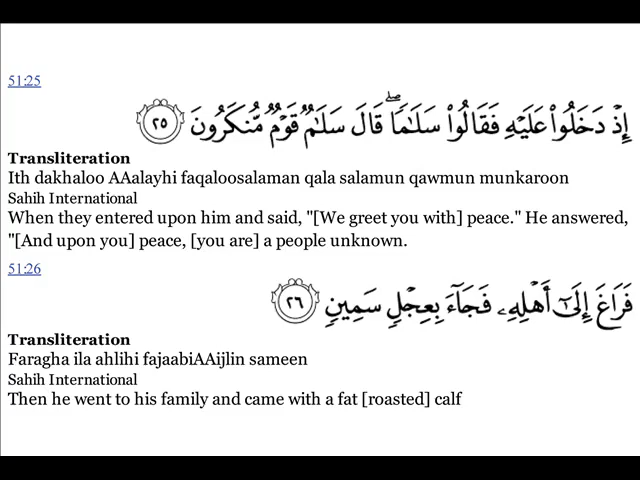 51:25
إِذْ دَخَلُوا۟ عَلَيْهِ فَقَالُوا۟ سَلَـٰمًا ۖ قَالَ سَلَـٰمٌ قَوْمٌ مُّنكَرُونَ ٢٥
Transliteration
Ith dakhaloo AAalayhi faqaloosalaman qala salamun qawmun munkaroon
Sahih International
When they entered upon him and said, "[We greet you with] peace." He answered,
"[And upon you] peace, [you are] a people unknown.
51:26
فَرَاغَ إِلَىٰٓ أَهْلِهِۦ فَجَآءَ بِعِجْلٍ سَمِينٍ ٢٦
Transliteration
Faragha ila ahlihi fajaabiAAijlin sameen
Sahih International
Then he went to his family and came with a fat [roasted] calf